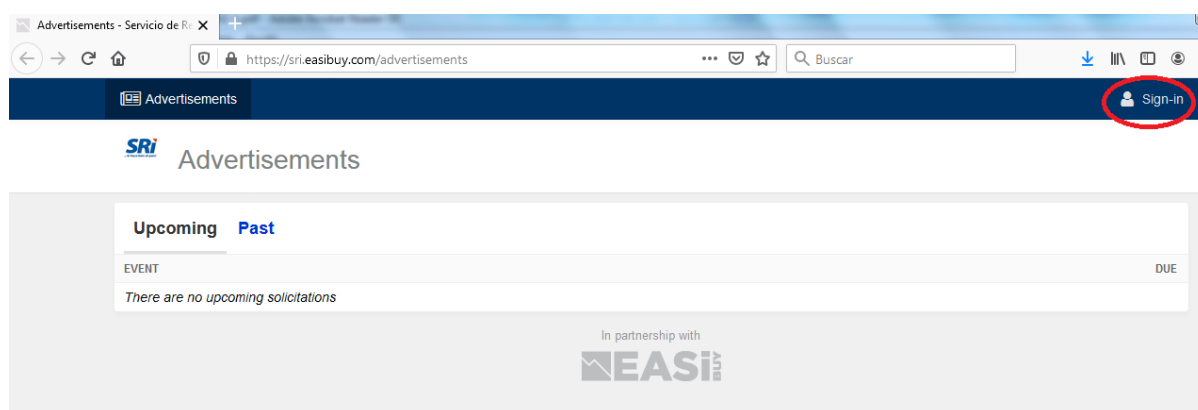 Advertisements - Servicio de Re
https://sri.easibuy.com/advertisements
Buscar
Advertisements
Sign-in
SRi
Advertisements
Upcoming Past
EVENT DUE
There are no upcoming solicitations
In partnership with
EASiBUY